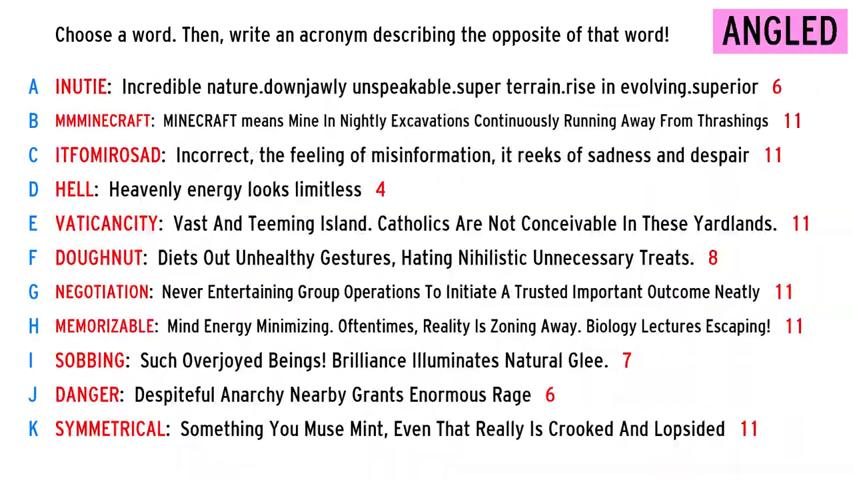 Choose a word. Then, write an acronym describing the opposite of that word!
ANGLED
A INUTIE: Incredible nature.downjawly unspeakable.super terrain.rise in evolving.superior 6
B MMMINECRAFT: MINECRAFT means Mine In Nightly Excavations Continuously Running Away From Thrashings 11
C ITFOMIROSAD: Incorrect, the feeling of misinformation, it reeks of sadness and despair 11
D HELL: Heavenly energy looks limitless 4
E VATICANCITY: Vast And Teeming Island. Catholics Are Not Conceivable In These Yardlands. 11
F DOUGHNUT: Diets Out Unhealthy Gestures, Hating Nihilistic Unnecessary Treats. 8
G NEGOTIATION: Never Entertaining Group Operations To Initiate A Trusted Important Outcome Neatly 11
H MEMORIZABLE: Mind Energy Minimizing. Oftentimes, Reality Is Zoning Away. Biology Lectures Escaping! 11
I SOBBING: Such Overjoyed Beings! Brilliance Illuminates Natural Glee. 7
J DANGER: Despiteful Anarchy Nearby Grants Enormous Rage 6
K SYMMETRICAL: Something You Muse Mint, Even That Really Is Crooked And Lopsided 11